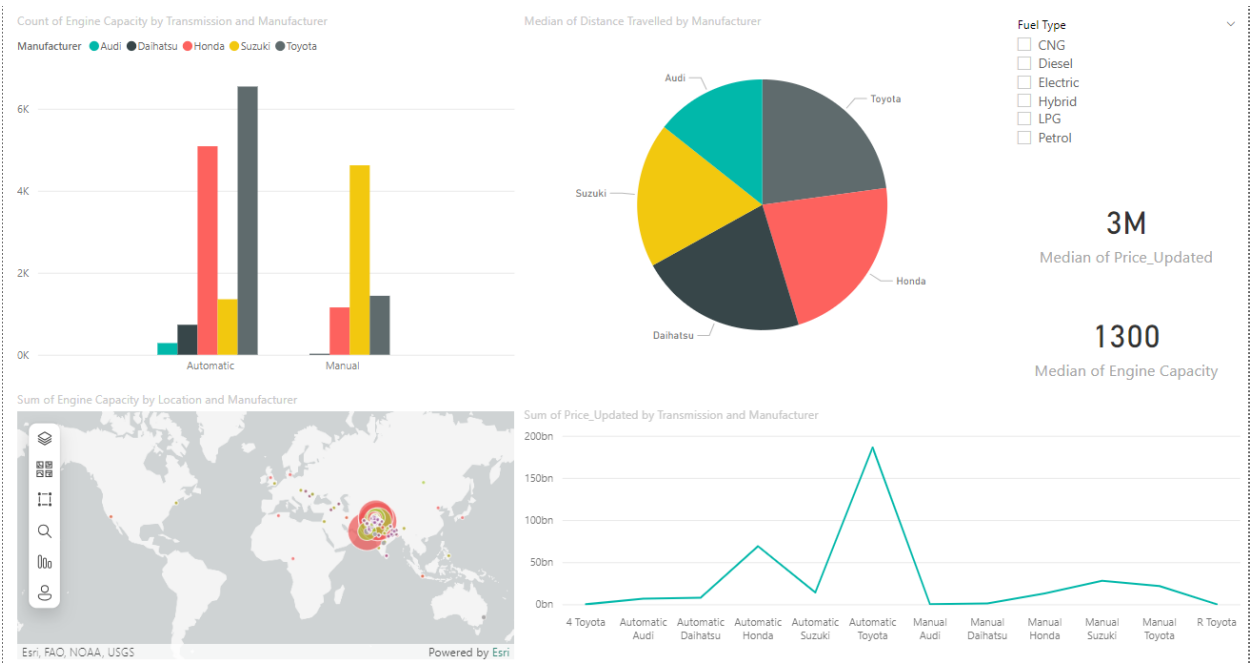 Count of Engine Capacity by Transmission and Manufacturer
Manufacturer Audi Daihatsu Honda Suzuki Toyota
6K
4K
2K
0K
Automatic Manual
Median of Distance Travelled by Manufacturer
Audi
Toyota
Suzuki
Honda
Daihatsu
Fuel Type
CNG
Diesel
Electric
Hybrid
LPG
Petrol
3M
Median of Price_Updated
1300
Median of Engine Capacity
Sum of Engine Capacity by Location and Manufacturer
Esri, FAO, NOAA, USGS Powered by Esri
Sum of Price_Updated by Transmission and Manufacturer
200bn
150bn
100bn
50bn
0bn
4 Toyota Automatic Automatic Automatic Automatic Automatic Manual Manual Manual Manual Manual R Toyota
Audi Daihatsu Honda Suzuki Toyota Audi Daihatsu Honda Suzuki Toyota